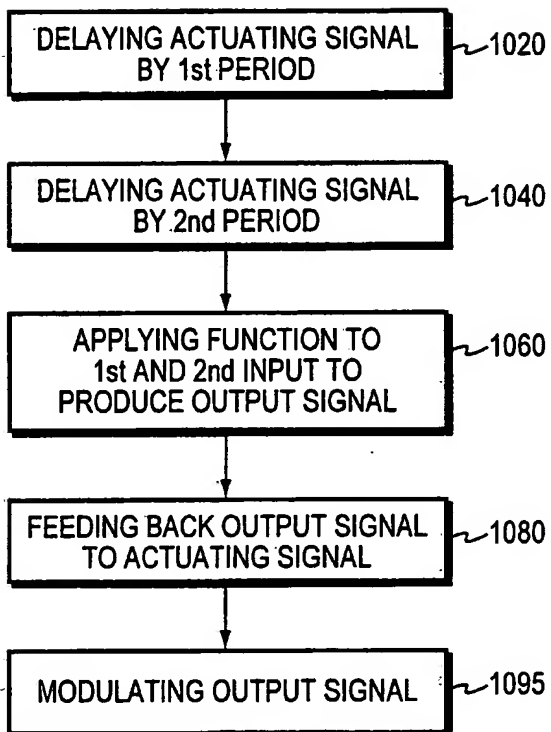 DELAYING ACTUATING SIGNAL
BY 1st PERIOD
1020
DELAYING ACTUATING SIGNAL
BY 2nd PERIOD
1040
APPLYING FUNCTION TO
1st AND 2nd INPUT TO
PRODUCE OUTPUT SIGNAL
1060
FEEDING BACK OUTPUT SIGNAL
TO ACTUATING SIGNAL
1080
MODULATING OUTPUT SIGNAL
1095